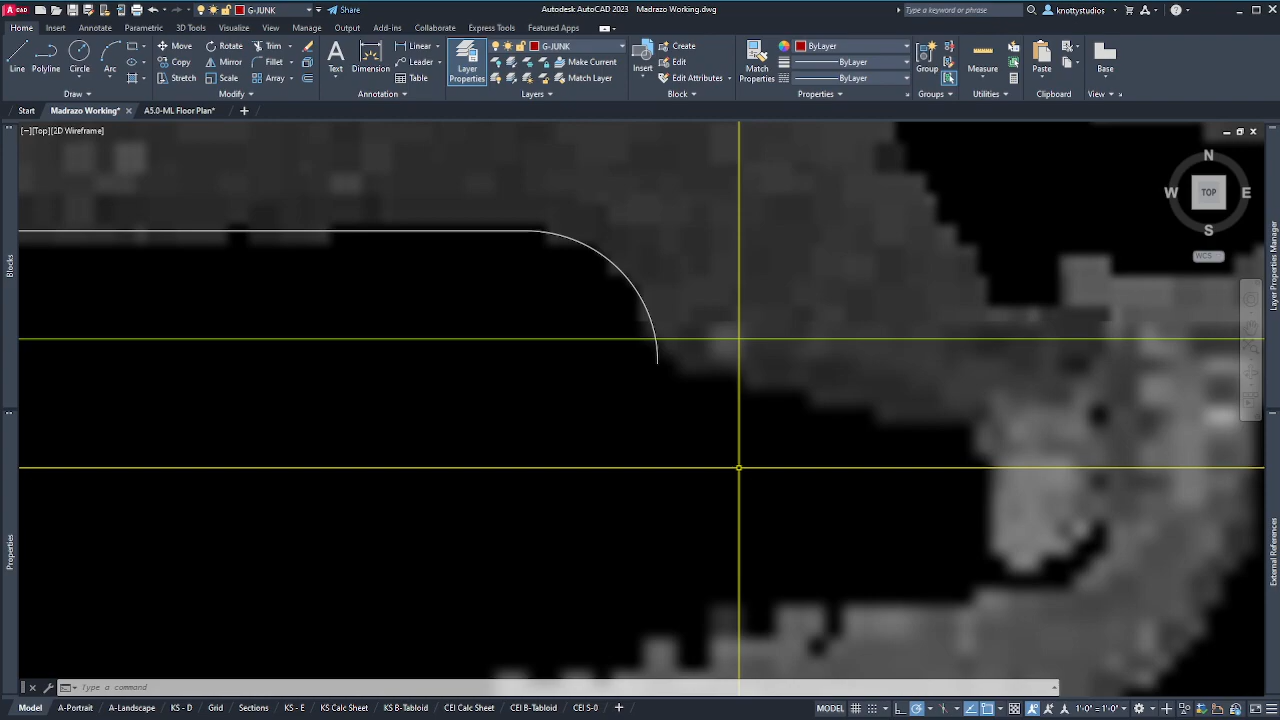 CAD
G-JUNK
Share
Autodesk AutoCAD 2023 Madrazo Working.dwg
Type a keyword or phrase
knottystudios
Home Insert Annotate Parametric 3D Tools Visualize View Manage Output Add-ins Collaborate Express Tools Featured Apps
Line Polyline Circle Arc
Move Rotate Trim
Copy Mirror Fillet
Stretch Scale Array
Text Dimension
Linear
Leader
Table
Layer
Properties
G-JUNK
Make Current
Match Layer
Insert
Create
Edit
Edit Attributes
Match
Properties
ByLayer
ByLayer
ByLayer
Group
Measure
Paste
Base
Draw Modify Annotation Layers Block Properties Groups Utilities Clipboard View
Start Madrazo Working* A5.0-ML Floor Plan*
[−][Top][2D Wireframe]
N
W TOP E
S
WCS
Blocks
Properties
Layer Properties Manager
External References
Type a command
Model A-Portrait A-Landscape KS - D Grid Sections KS - E KS Calc Sheet KS B-Tabloid CEI Calc Sheet CEI B-Tabloid CEI S-0
MODEL
1'-0" = 1'-0"